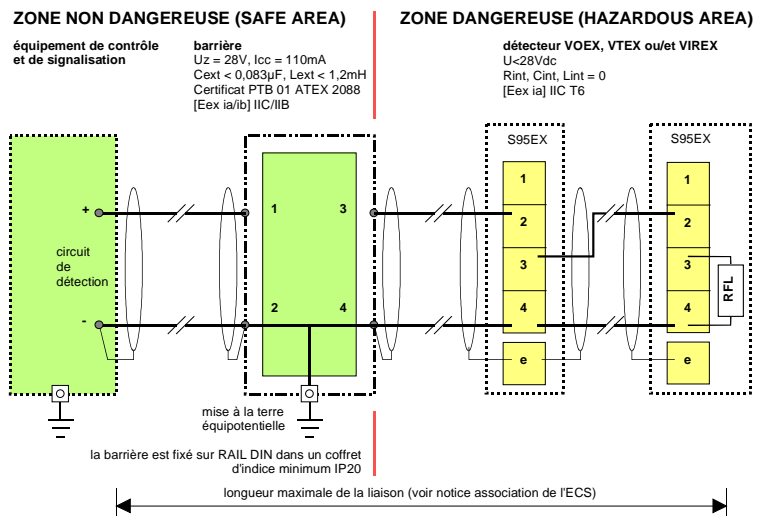 ZONE NON DANGEREUSE (SAFE AREA)
ZONE DANGEREUSE (HAZARDOUS AREA)
équipement de contrôle
et de signalisation
barrière
Uz = 28V, Icc = 110mA
Cext < 0,083µF, Lext < 1,2mH
Certificat PTB 01 ATEX 2088
[Eex ia/ib] IIC/IIB
détecteur VOEX, VTEX ou/et VIREX
U<28Vdc
Rint, Cint, Lint = 0
[Eex ia] IIC T6
S95EX
S95EX
+
-
circuit
de
détection
1
3
2
4
1
2
3
4
e
1
2
3
4
e
RFL
mise à la terre
équipotentielle
la barrière est fixé sur RAIL DIN dans un coffret
d'indice minimum IP20
longueur maximale de la liaison (voir notice association de l'ECS)